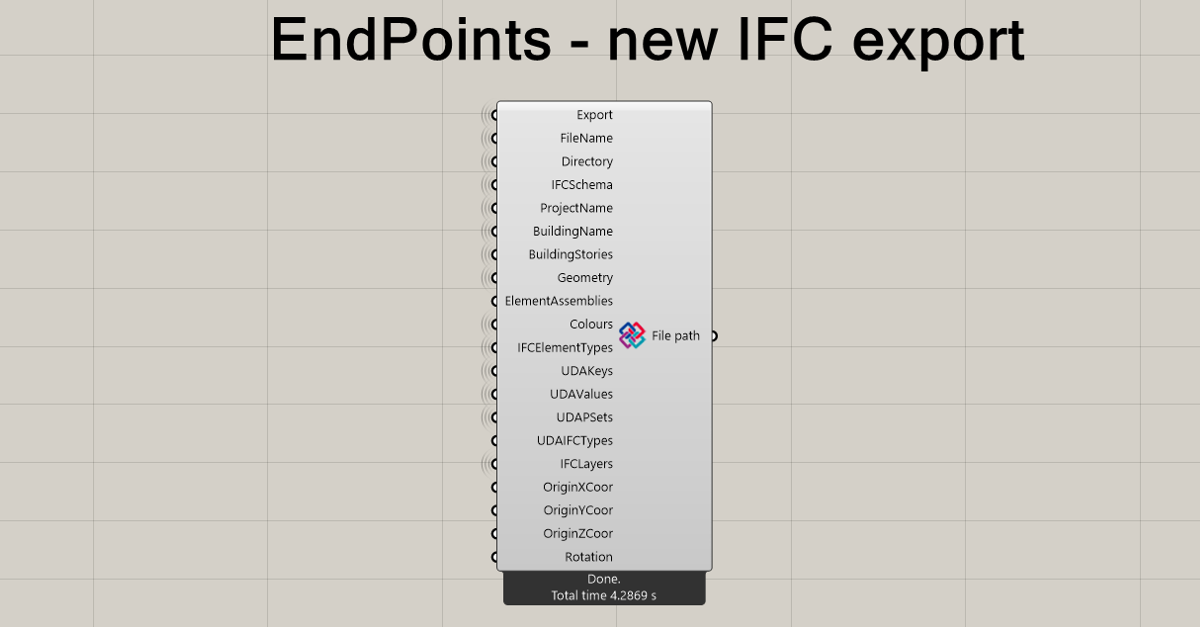 EndPoints - new IFC export
Export
FileName
Directory
IFCSchema
ProjectName
BuildingName
BuildingStories
Geometry
ElementAssemblies
Colours
File path
IFCElementTypes
UDAKeys
UDAValues
UDAPSets
UDAIFCTypes
IFCLayers
OriginXCoor
OriginYCoor
OriginZCoor
Rotation
Done.
Total time 4.2869 s